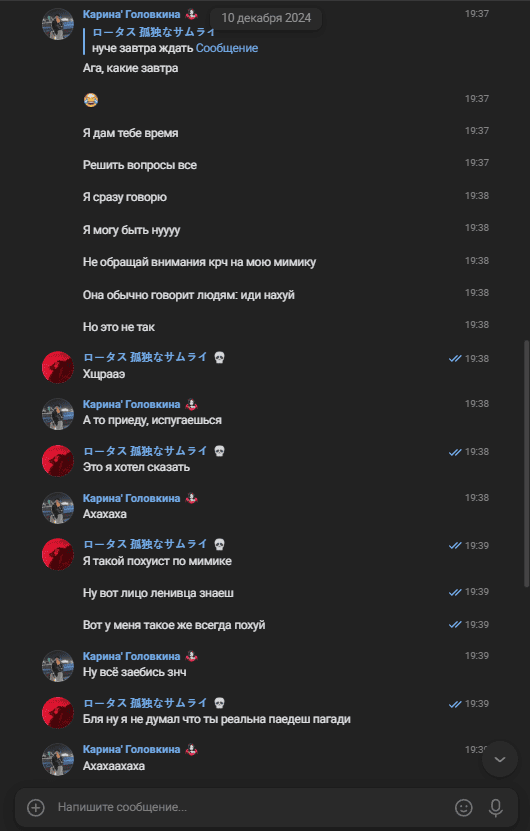 10 декабря 2024
Карина' Головкина 19:37
ロータス 孤独なサムライ
нуче завтра ждать Сообщение
Ага, какие завтра
19:37
Я дам тебе время 19:37
Решить вопросы все 19:37
Я сразу говорю 19:38
Я могу быть нуууу 19:38
Не обращай внимания крч на мою мимику 19:38
Она обычно говорит людям: иди нахуй 19:38
Но это не так 19:38
ロータス 孤独なサムライ 19:38
Хщрааэ
Карина' Головкина 19:38
А то приеду, испугаешься
ロータス 孤独なサムライ 19:38
Это я хотел сказать
Карина' Головкина 19:38
Ахахаха
ロータス 孤独なサムライ 19:39
Я такой похуист по мимике
Ну вот лицо ленивца знаеш 19:39
Вот у меня такое же всегда похуй 19:39
Карина' Головкина 19:39
Ну всё заебись знч
ロータス 孤独なサムライ 19:39
Бля ну я не думал что ты реальна паедеш пагади
Карина' Головкина
Ахахаахаха
Напишите сообщение...